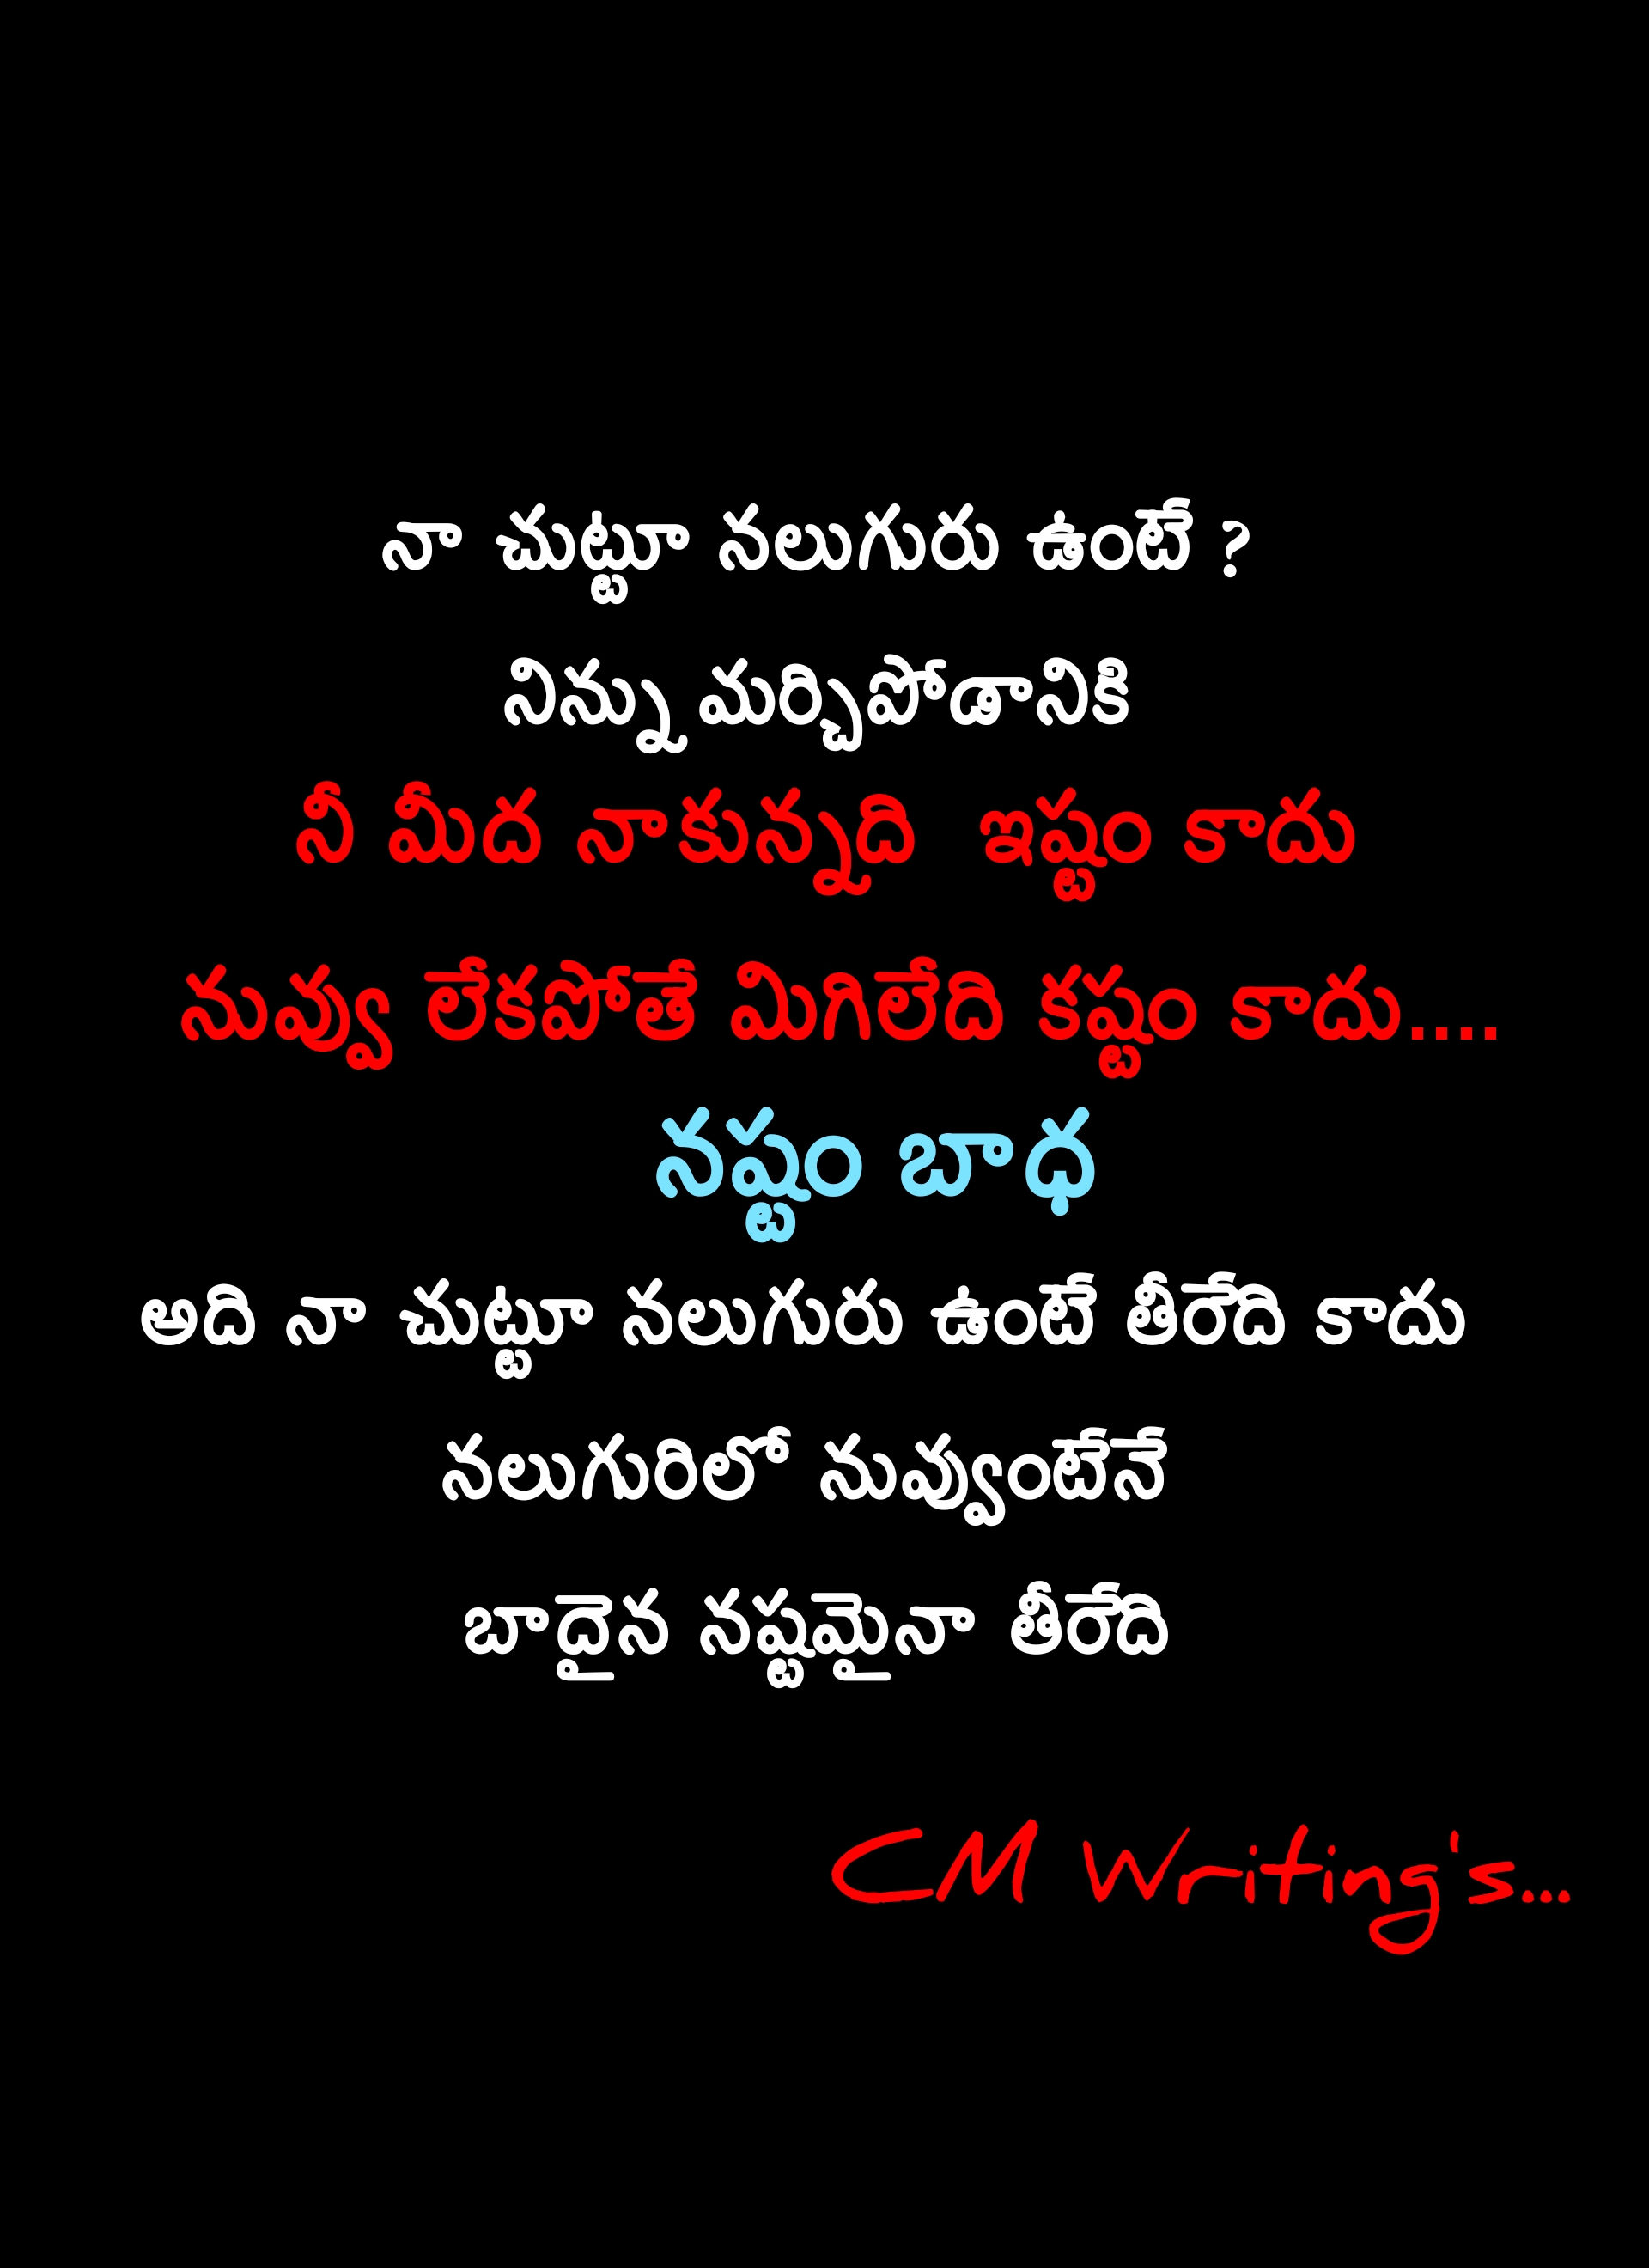 నా చుట్టూ నలుగురు ఉంటే ?
నిన్ను మర్చిపోడానికి
నీ మీద నాకున్నది ఇష్టం కాదు
నువ్వు లేకపోతే మిగిలేది కష్టం కాదు....
నష్టం బాధ
అది నా చుట్టూ నలుగురు ఉంటే తీరేది కాదు
నలుగురిలో నువ్వుంటేనే
బాదైన నష్టమైనా తీరేది
CM Writing's...